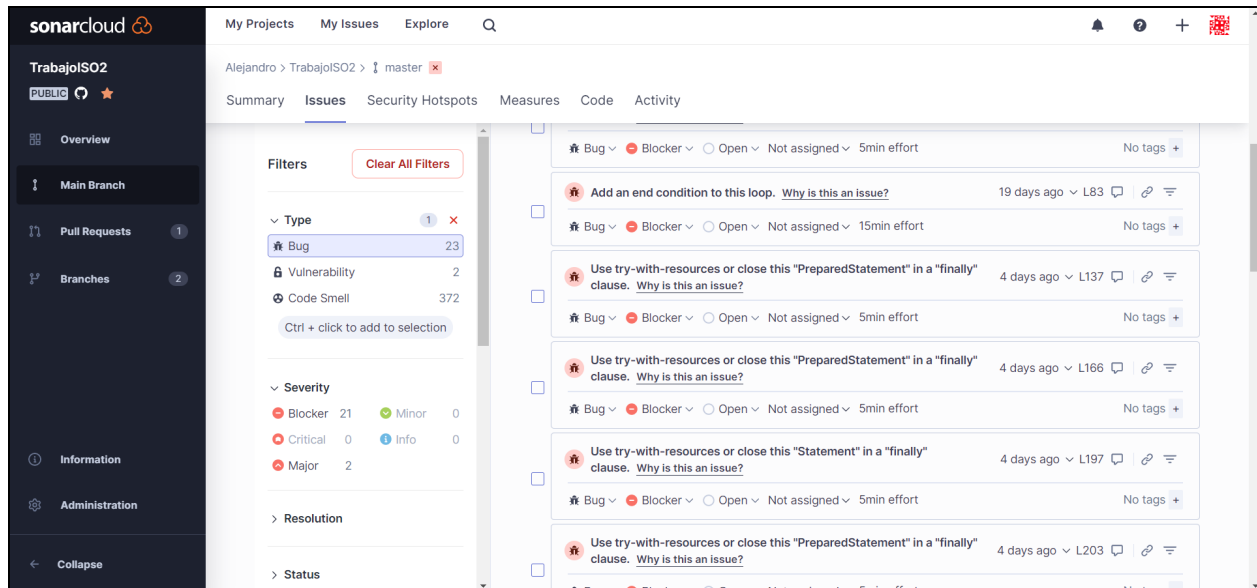 sonarcloud
My Projects My Issues Explore
TrabajoISO2
PUBLIC
Alejandro > TrabajoISO2 > master
Summary Issues Security Hotspots Measures Code Activity
Overview
Main Branch
Pull Requests 1
Branches 2
Information
Administration
Collapse
Filters Clear All Filters
Type 1
Bug 23
Vulnerability 2
Code Smell 372
Ctrl + click to add to selection
Severity
Blocker 21 Minor 0
Critical 0 Info 0
Major 2
Resolution
Status
Bug Blocker Open Not assigned 5min effort No tags +
Add an end condition to this loop. Why is this an issue? 19 days ago L83
Bug Blocker Open Not assigned 15min effort No tags +
Use try-with-resources or close this "PreparedStatement" in a "finally" 4 days ago L137
clause. Why is this an issue?
Bug Blocker Open Not assigned 5min effort No tags +
Use try-with-resources or close this "PreparedStatement" in a "finally" 4 days ago L166
clause. Why is this an issue?
Bug Blocker Open Not assigned 5min effort No tags +
Use try-with-resources or close this "Statement" in a "finally" 4 days ago L197
clause. Why is this an issue?
Bug Blocker Open Not assigned 5min effort No tags +
Use try-with-resources or close this "PreparedStatement" in a "finally" 4 days ago L203
clause. Why is this an issue?